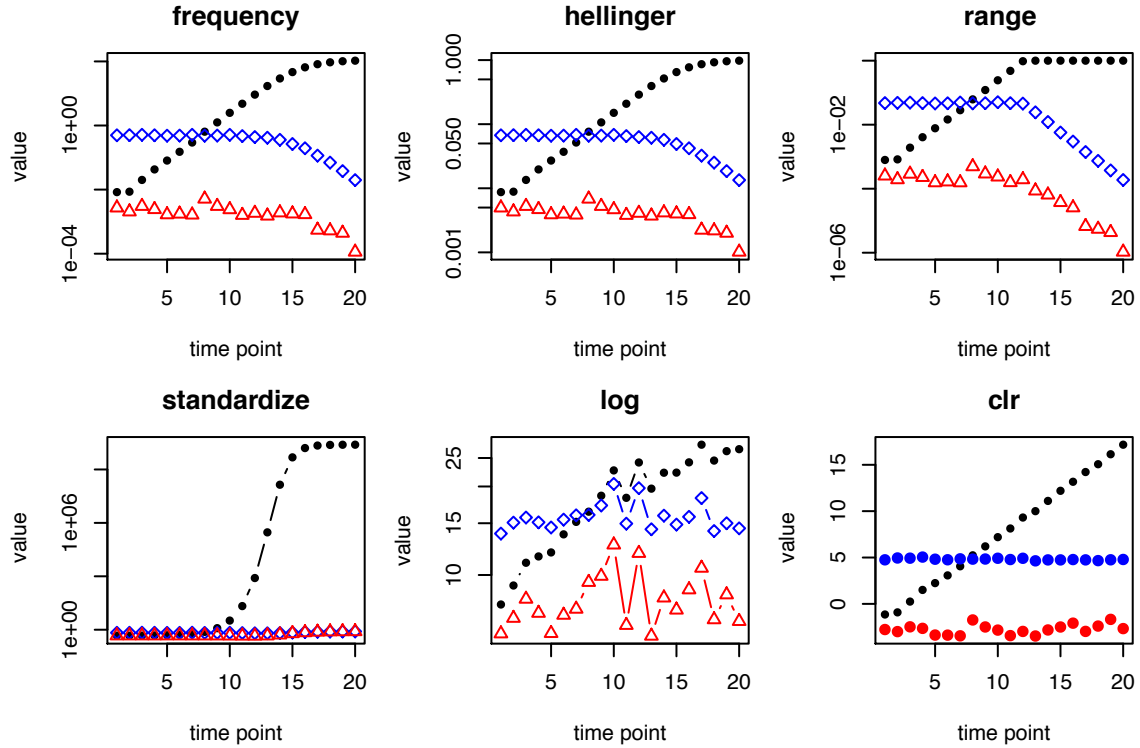 frequency
value
1e-04
1e+00
5
10
15
20
time point
hellinger
value
0.001
0.050
1.000
5
10
15
20
time point
range
value
1e-06
1e-02
5
10
15
20
time point
standardize
value
1e+00
1e+06
5
10
15
20
time point
log
value
10
15
25
5
10
15
20
time point
clr
value
0
5
10
15
5
10
15
20
time point